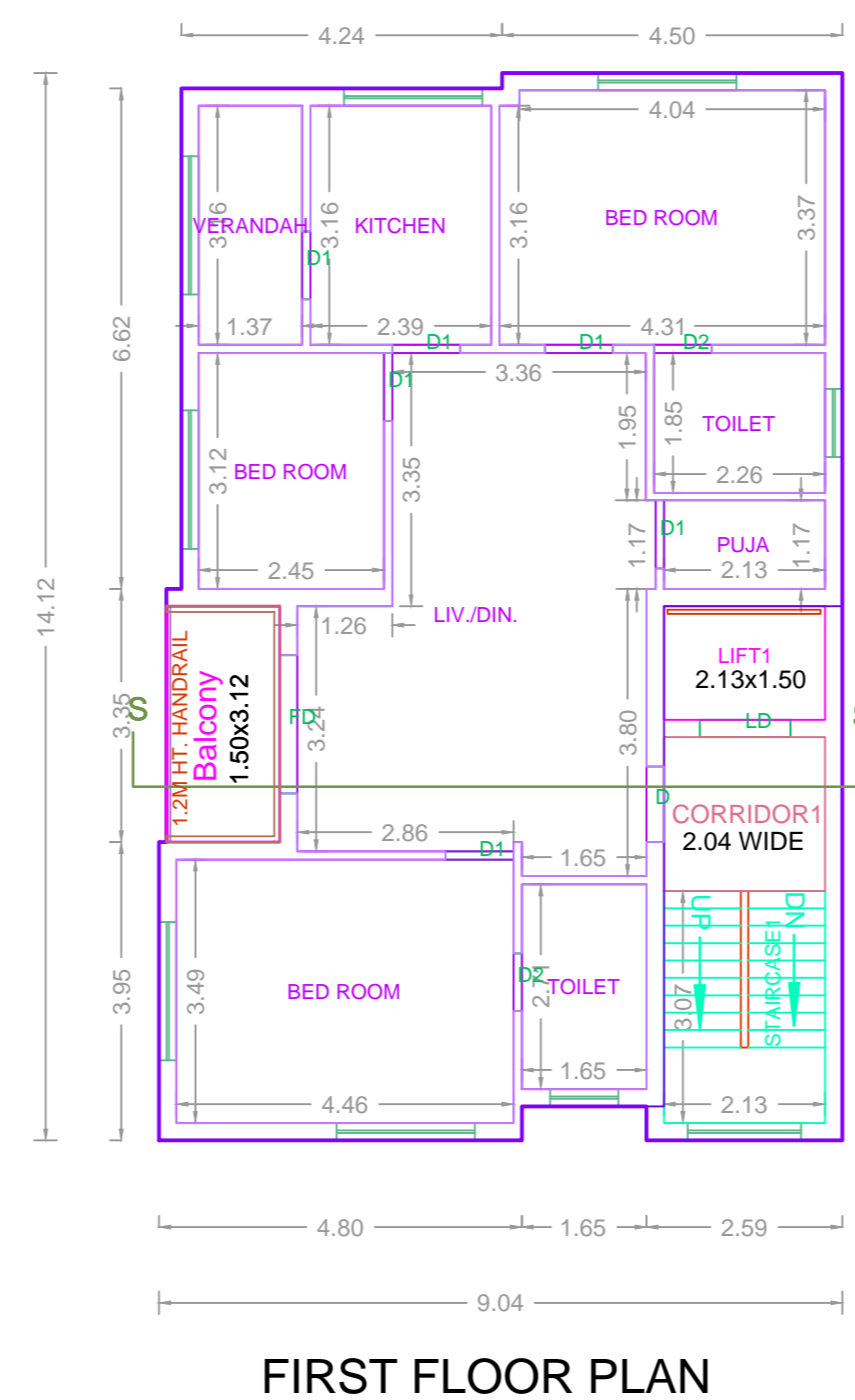 4.24
4.50
4.04
VERANDAH
3.16
KITCHEN
3.16
3.16
BED ROOM
3.37
D1
6.62
1.37
2.39
4.31
D1
D1
D2
3.36
D1
1.95
1.85
TOILET
3.12
BED ROOM
3.35
2.26
D1
1.17
PUJA
1.17
2.45
2.13
14.12
1.26
LIV./DIN.
LIFT1
2.13x1.50
3.35
S
1.2M HT. HANDRAIL
Balcony
1.50x3.12
FD
3.24
3.80
LD
D
CORRIDOR1
2.04 WIDE
2.86
D1
1.65
UP
DN
STAIRCASE1
3.95
3.49
BED ROOM
D2
TOILET
3.07
4.46
1.65
2.13
4.80
1.65
2.59
9.04
FIRST FLOOR PLAN